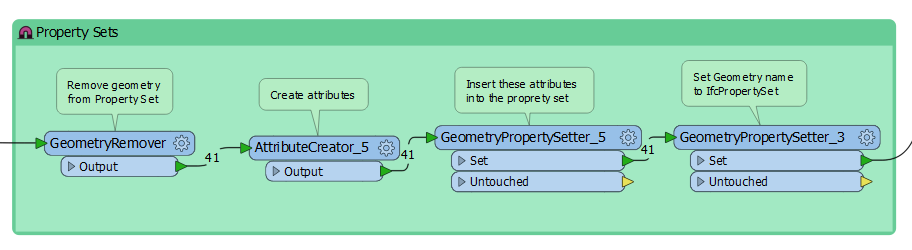 Property Sets
Remove geometry
from Property Set
Create attributes
Insert these attributes
into the proprety set
Set Geometry name
to IfcPropertySet
GeometryRemover
Output
41
AttributeCreator_5
Output
41
GeometryPropertySetter_5
Set
Untouched
41
GeometryPropertySetter_3
Set
Untouched